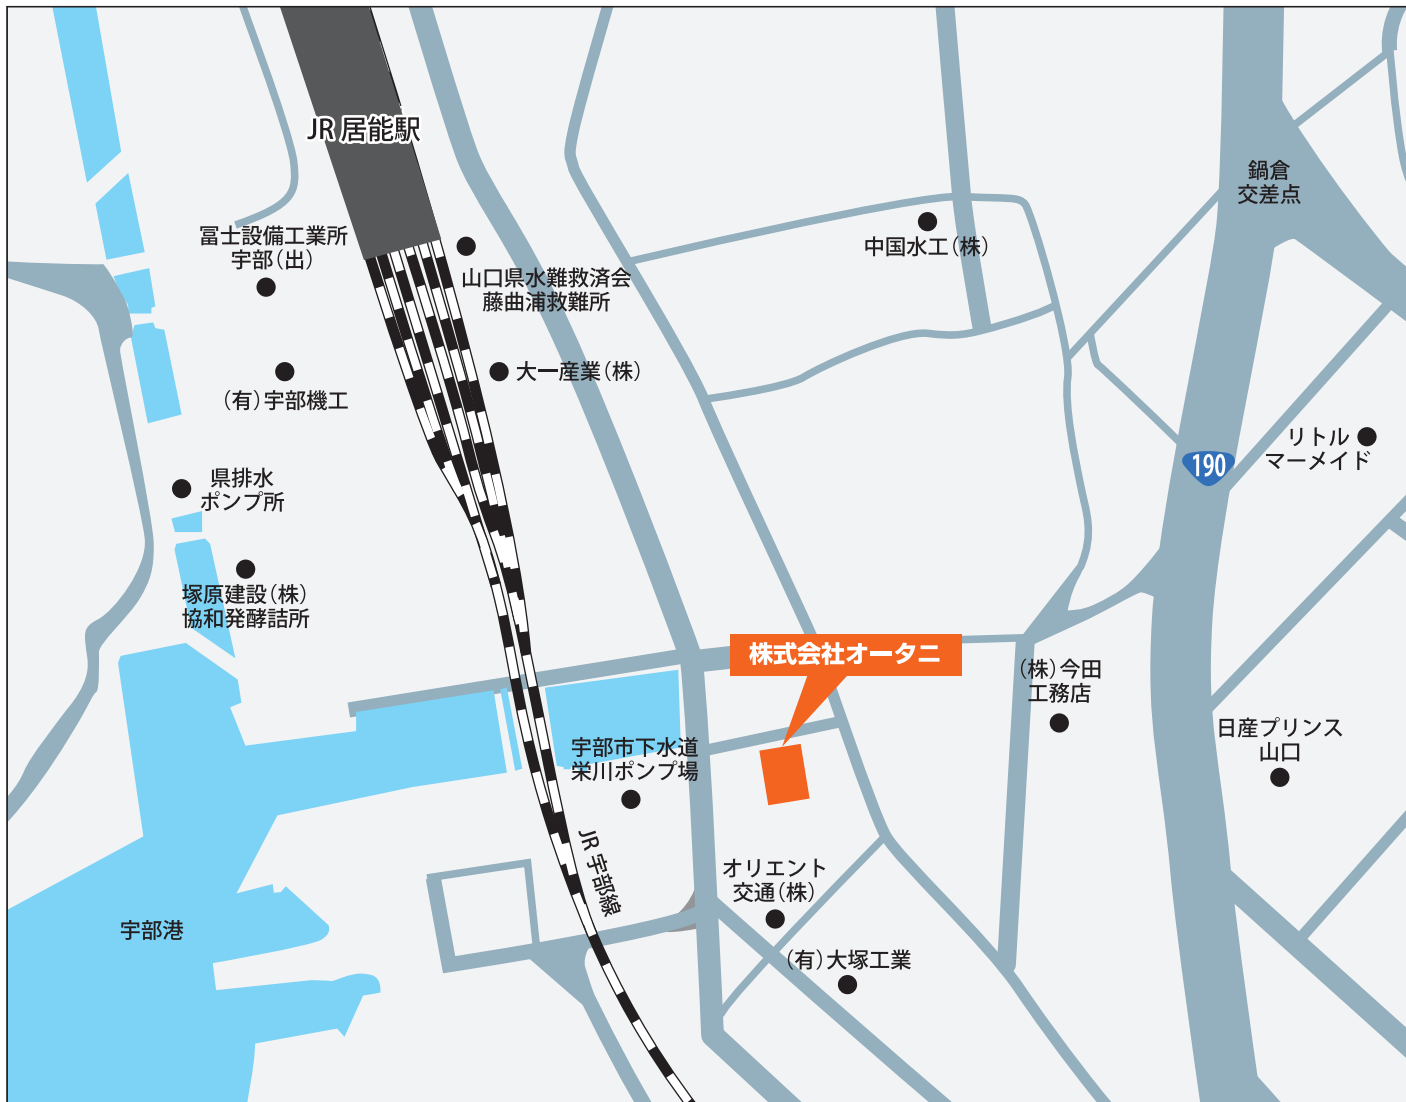 JR 居能駅
鍋倉
交差点
冨士設備工業所
宇部（出）
中国水工（株）
山口県水難救済会
藤曲浦救難所
（有）宇部機工
大一産業（株）
リトル
マーメイド
190
県排水
ポンプ所
塚原建設（株）
協和発酵詰所
株式会社オータニ
（株）今田
工務店
日産プリンス
山口
宇部市下水道
栄川ポンプ場
JR 宇部線
オリエント
交通（株）
宇部港
（有）大塚工業